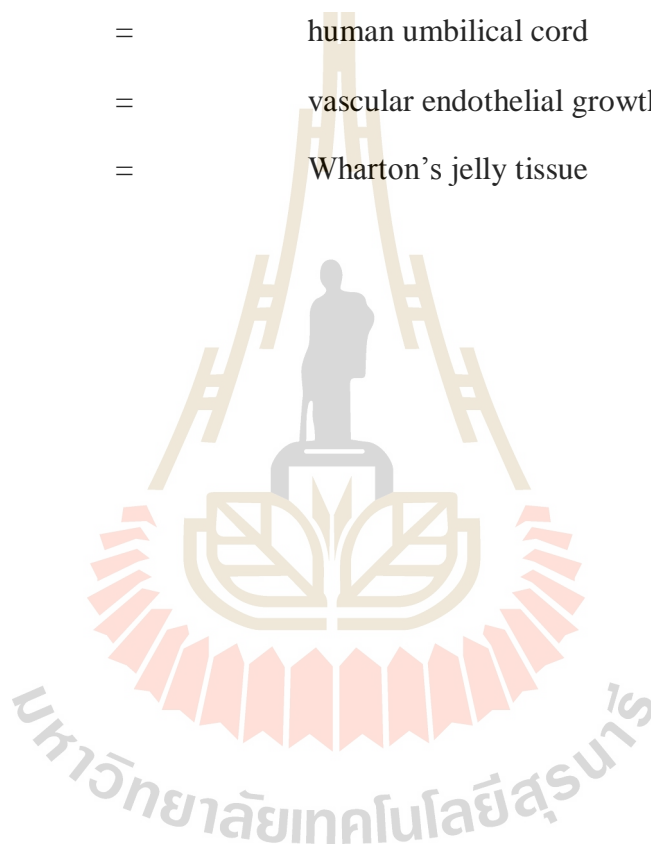 = human umbilical cord
= vascular endothelial growth
= Wharton’s jelly tissue
มหาวิทยาลัยเทคโนโลยีสุรนารี